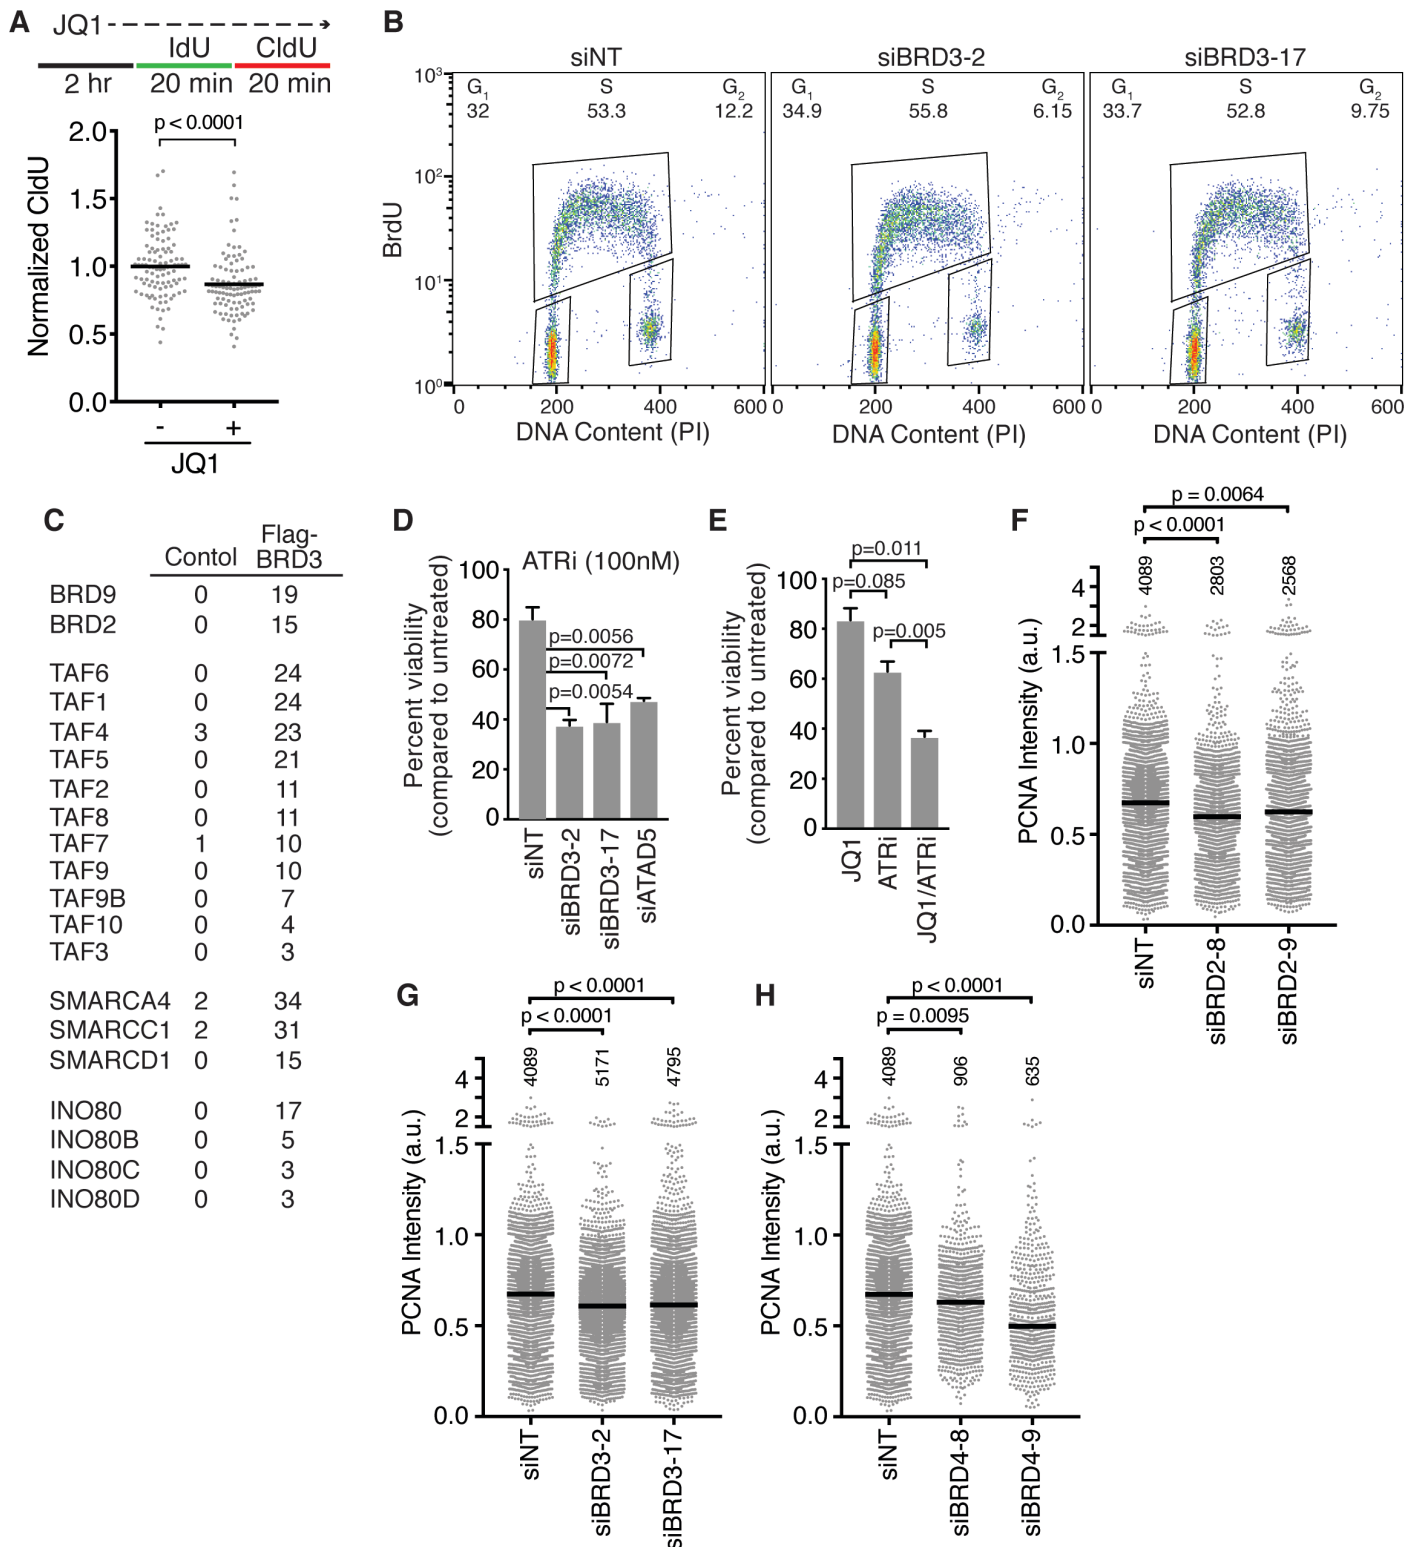 A
JQ1
IdU
CldU
2 hr
20 min
20 min
p < 0.0001
Normalized CldU
2.0
1.5
1.0
0.5
0.0
-
+
JQ1
B
siNT
siBRD3-2
siBRD3-17
G1
S
G2
32
53.3
12.2
G1
S
G2
34.9
55.8
6.15
G1
S
G2
33.7
52.8
9.75
BrdU
10³
10²
10¹
10⁰
0
200
400
600
0
200
400
600
0
200
400
600
DNA Content (PI)
DNA Content (PI)
DNA Content (PI)
C
Contol
Flag-
BRD3
BRD9 0 19
BRD2 0 15
TAF6 0 24
TAF1 0 24
TAF4 3 23
TAF5 0 21
TAF2 0 11
TAF8 0 11
TAF7 1 10
TAF9 0 10
TAF9B 0 7
TAF10 0 4
TAF3 0 3
SMARCA4 2 34
SMARCC1 2 31
SMARCD1 0 15
INO80 0 17
INO80B 0 5
INO80C 0 3
INO80D 0 3
D
ATRi (100nM)
Percent viability
(compared to untreated)
100
80
60
40
20
0
p=0.0056
p=0.0072
p=0.0054
siNT
siBRD3-2
siBRD3-17
siATAD5
E
Percent viability
(compared to untreated)
100
80
60
40
20
0
p=0.011
p=0.085
p=0.005
JQ1
ATRi
JQ1/ATRi
F
p = 0.0064
p < 0.0001
4089
2803
2568
PCNA Intensity (a.u.)
4
2
1.5
1.0
0.5
0.0
siNT
siBRD2-8
siBRD2-9
G
p < 0.0001
p < 0.0001
4089
5171
4795
PCNA Intensity (a.u.)
4
2
1.5
1.0
0.5
0.0
siNT
siBRD3-2
siBRD3-17
H
p < 0.0001
p = 0.0095
4089
906
635
PCNA Intensity (a.u.)
4
2
1.5
1.0
0.5
0.0
siNT
siBRD4-8
siBRD4-9